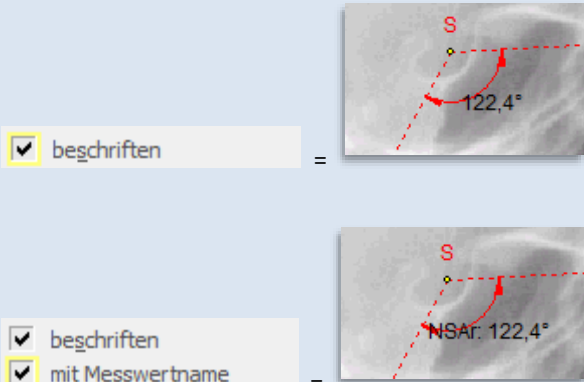 S
122,4°
beschriften
=
S
NSAr: 122,4°
beschriften
mit Messwertname
=